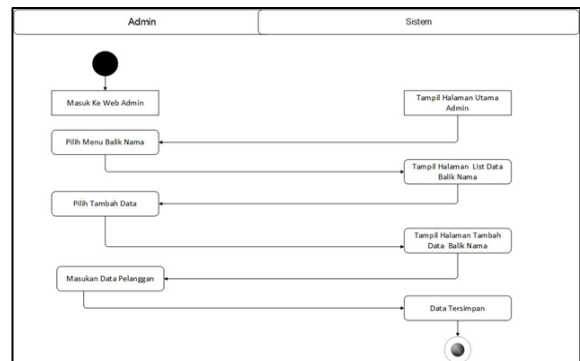 Admin
Sistem
Masuk Ke Web Admin
Tampil Halaman Utama
Admin
Pilih Menu Balik Nama
Tampil Halaman List Data
Balik Nama
Pilih Tambah Data
Tampil Halaman Tambah
Data Balik Nama
Masukan Data Pelanggan
Data Tersimpan